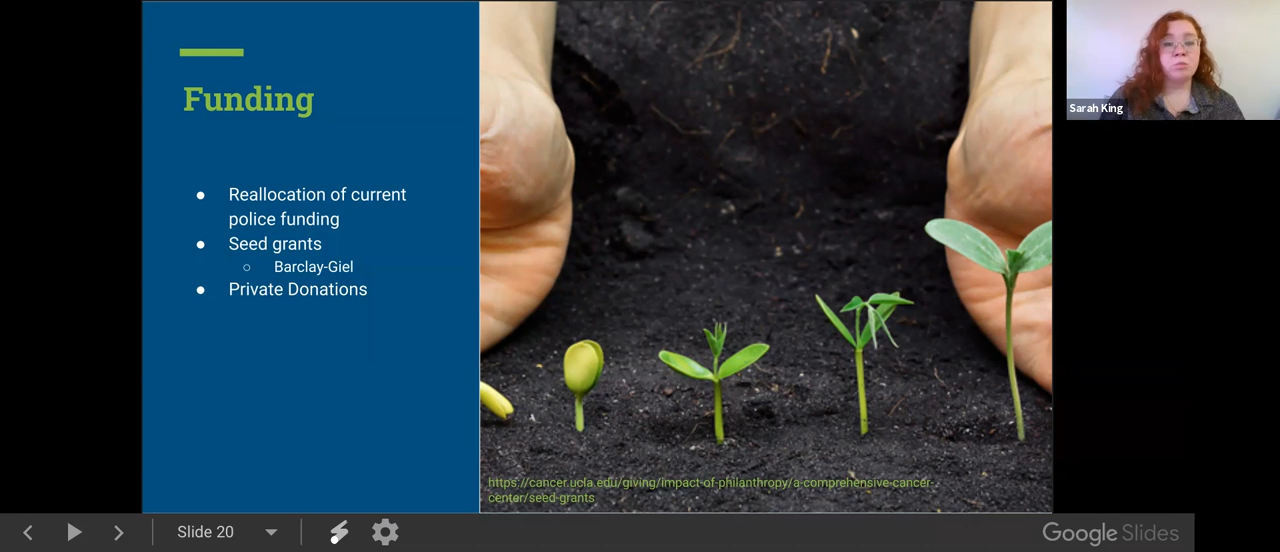 Funding
● Reallocation of current
police funding
● Seed grants
○ Barclay-Giel
● Private Donations
https://cancer.ucla.edu/giving/impact-of-philanthropy/a-comprehensive-cancer-
center/seed-grants
Sarah King
Slide 20
Google Slides